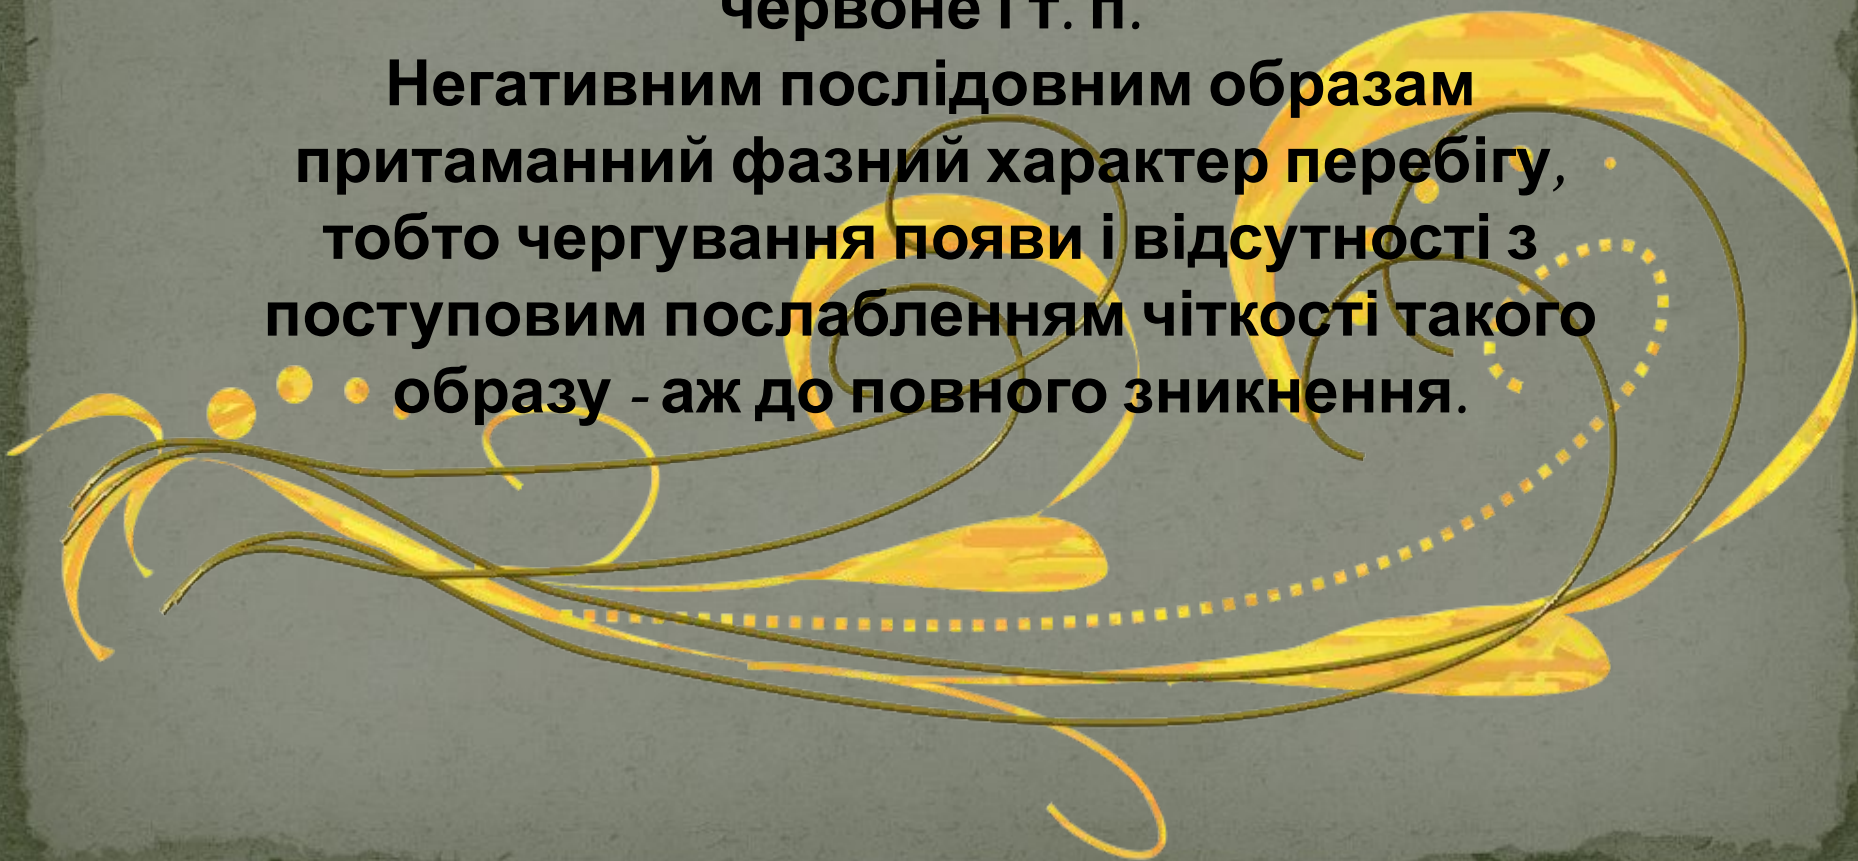 червоне і т. п.
Негативним послідовним образам
притаманний фазний характер перебігу,
тобто чергування появи і відсутності з
поступовим послабленням чіткості такого
образу - аж до повного зникнення.